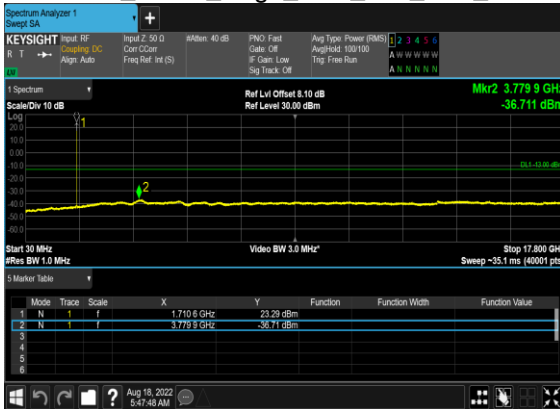 Spectrum Analyzer 1
Swept SA
+
KEYSIGHT Input: RF Input Z: 50 Ω #Atten: 40 dB PNO: Fast Avg Type: Power (RMS) 1 2 3 4 5 6
R T Coupling: DC Corr CCorr Gate: Off Avg|Hold: 100/100 A W W W W W
Align: Auto Freq Ref: Int (S) IF Gain: Low Trig: Free Run
Sig Track: Off A N N N N N
1 Spectrum Ref Lvl Offset 8.10 dB Mkr2 3.779 9 GHz
Scale/Div 10 dB Ref Level 30.00 dBm -36.711 dBm
Log
20.0
10.0
0.00
-10.0
DL1 -13.00 dBm
-20.0
-30.0
-40.0
-50.0
-60.0
1
2
Start 30 MHz Video BW 3.0 MHz* Stop 17.800 GH
#Res BW 1.0 MHz Sweep ~35.1 ms (40001 pts
5 Marker Table
Mode Trace Scale X Y Function Function Width Function Value
1 N 1 f 1.710 6 GHz 23.29 dBm
2 N 1 f 3.779 9 GHz -36.71 dBm
3
4
5
6
? Aug 18, 2022
5:47:48 AM